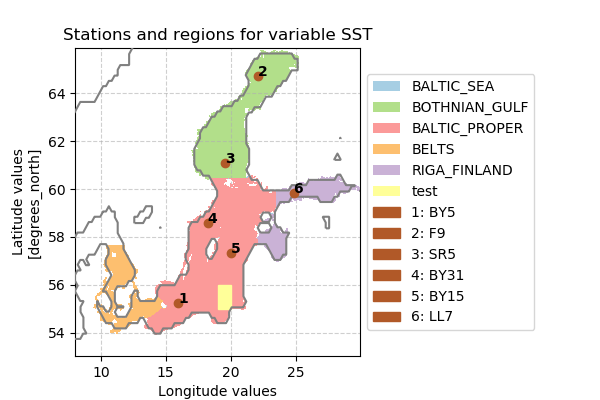 Stations and regions for variable SST
64
62
60
58
56
54
10
15
20
25
Latitude values
[degrees_north]
Longitude values
2
3
6
4
5
1
BALTIC_SEA
BOTHNIAN_GULF
BALTIC_PROPER
BELTS
RIGA_FINLAND
test
1: BY5
2: F9
3: SR5
4: BY31
5: BY15
6: LL7